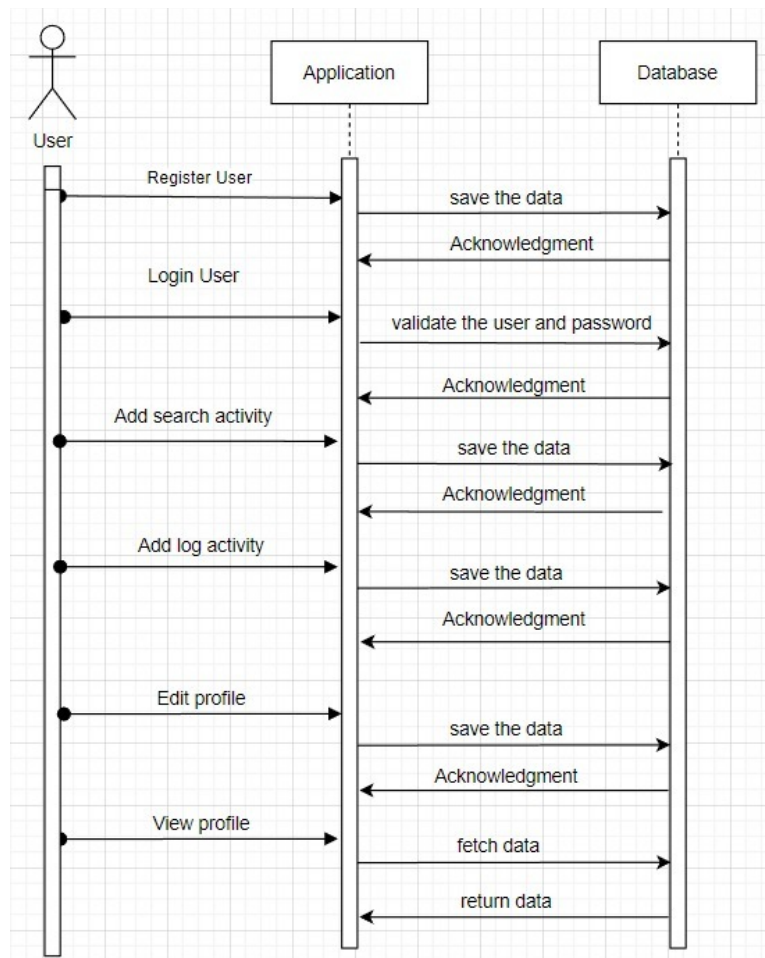 Application
Database
User
Register User
save the data
Acknowledgment
Login User
validate the user and password
Acknowledgment
Add search activity
save the data
Acknowledgment
Add log activity
save the data
Acknowledgment
Edit profile
save the data
Acknowledgment
View profile
fetch data
return data